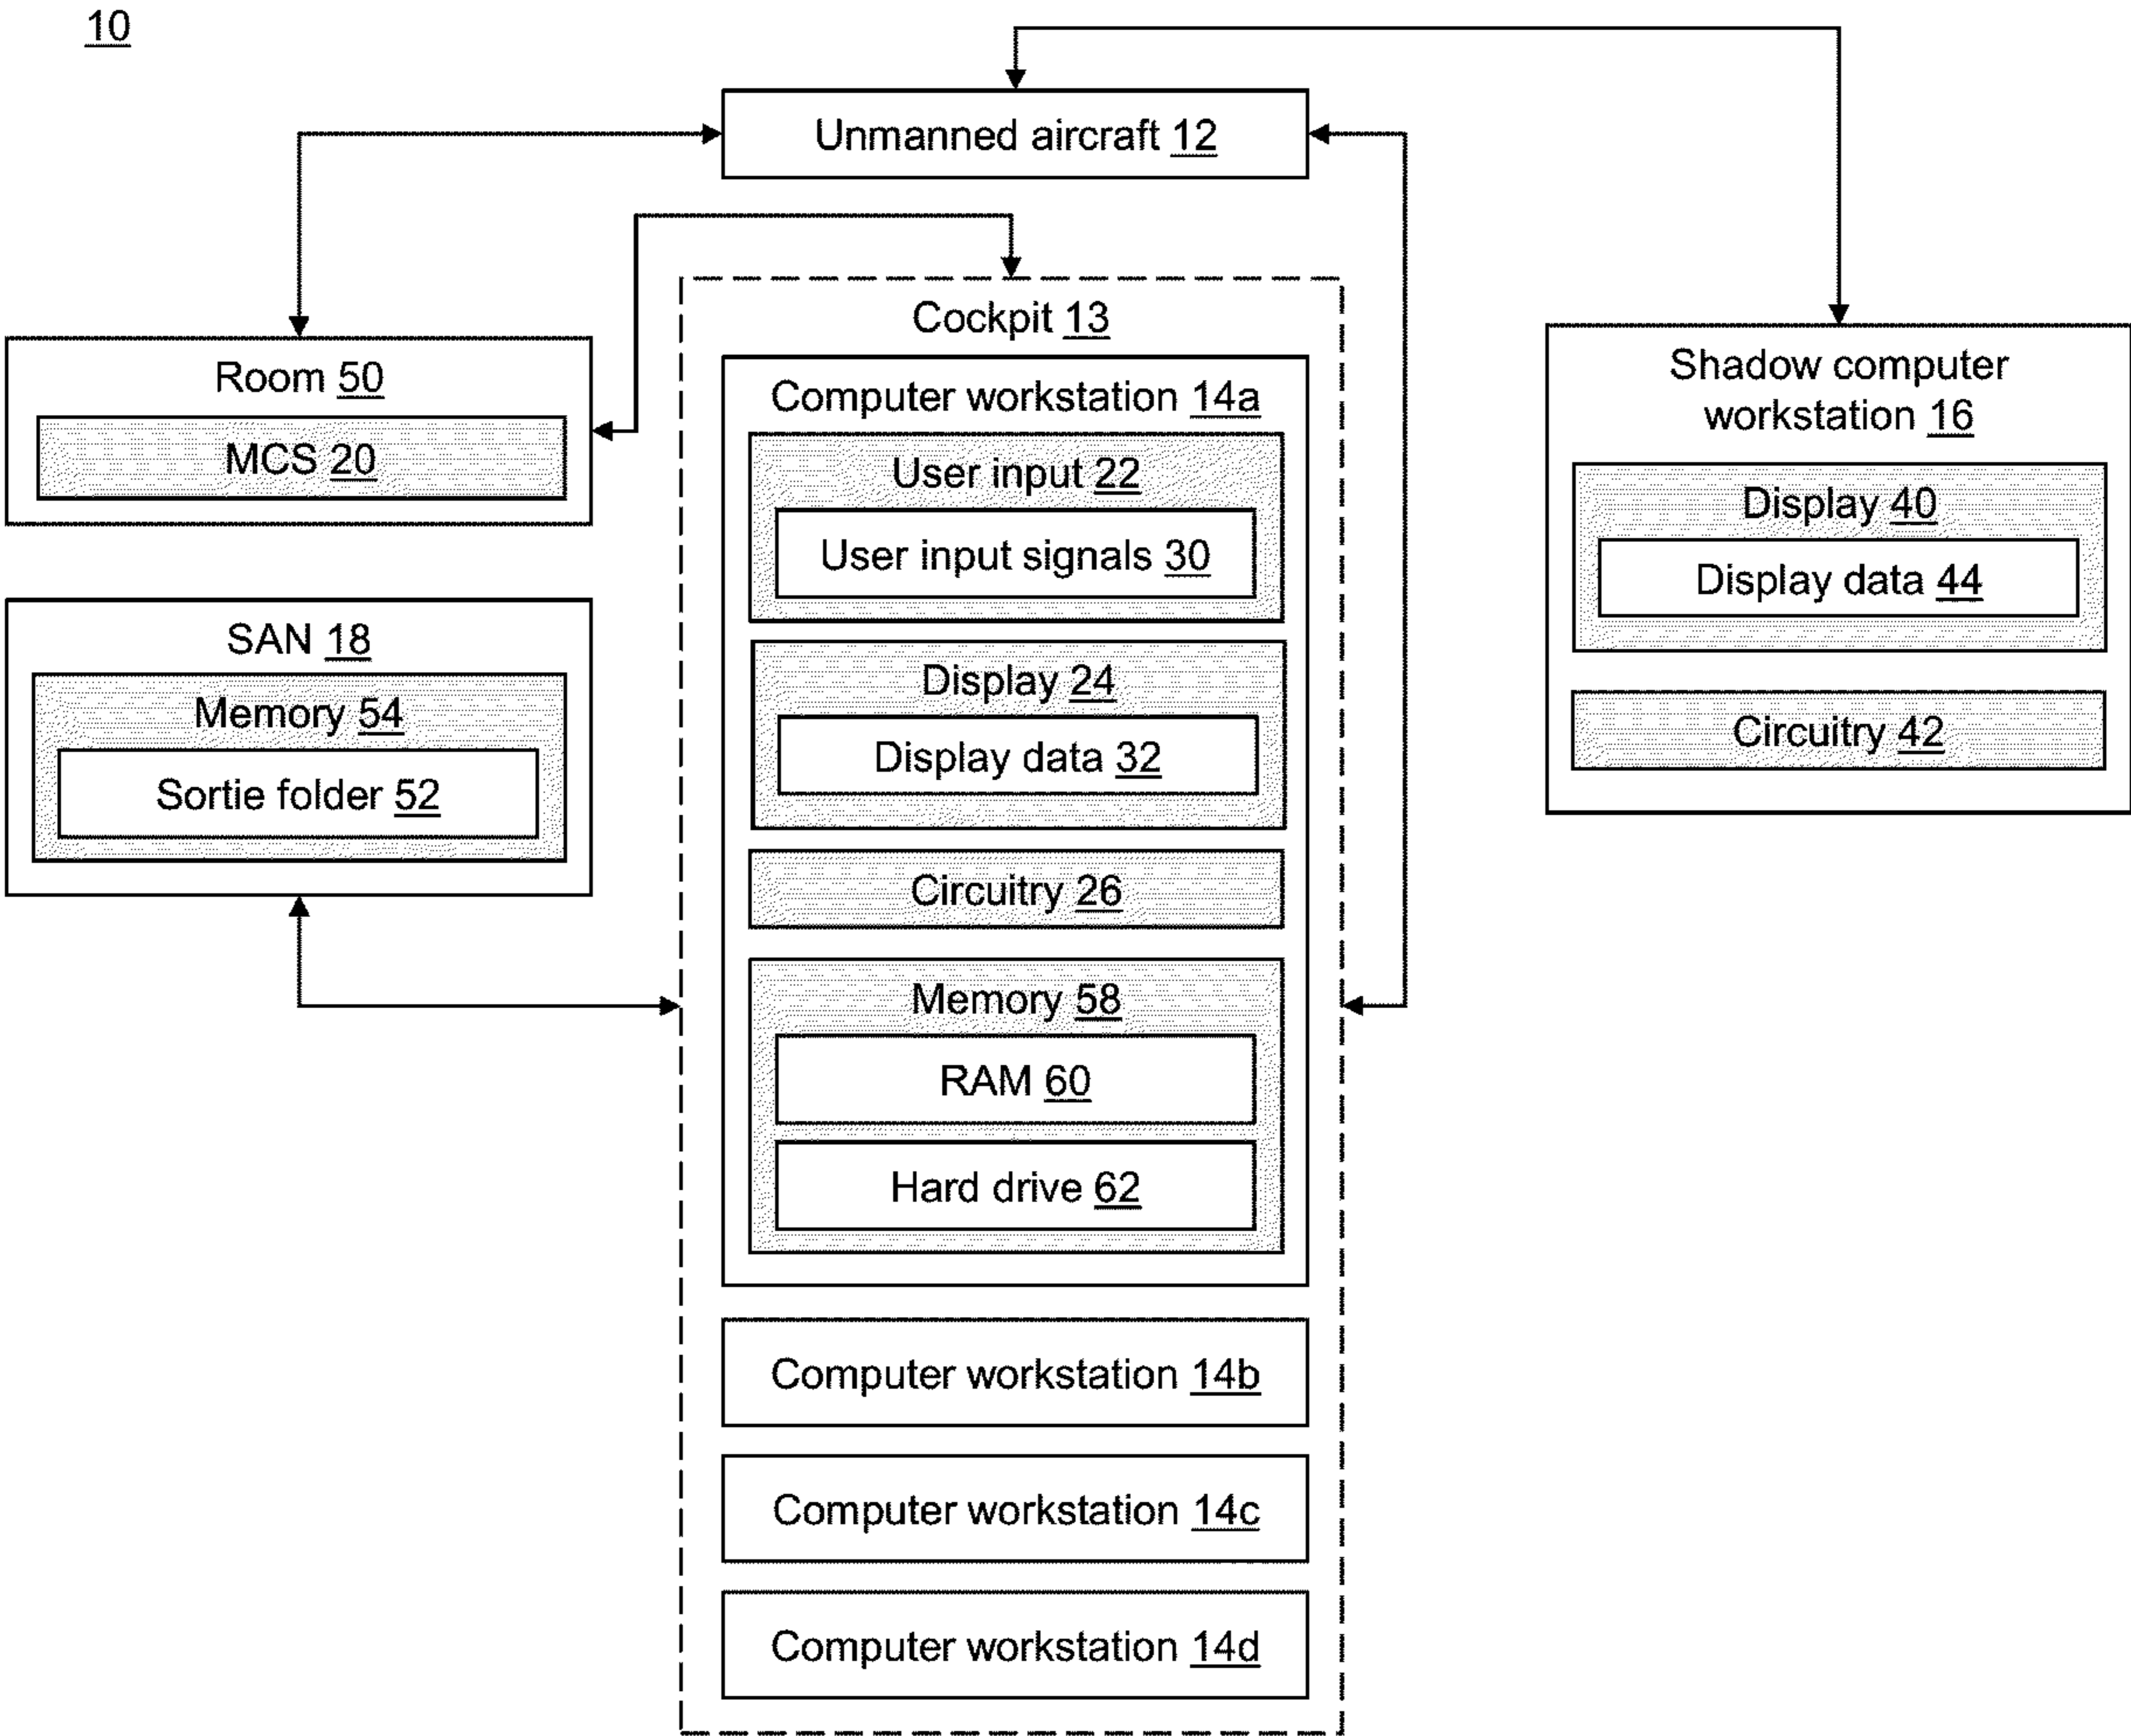 10
Unmanned aircraft 12
Room 50
MCS 20
SAN 18
Memory 54
Sortie folder 52
Cockpit 13
Computer workstation 14a
User input 22
User input signals 30
Display 24
Display data 32
Circuitry 26
Memory 58
RAM 60
Hard drive 62
Computer workstation 14b
Computer workstation 14c
Computer workstation 14d
Shadow computer
workstation 16
Display 40
Display data 44
Circuitry 42